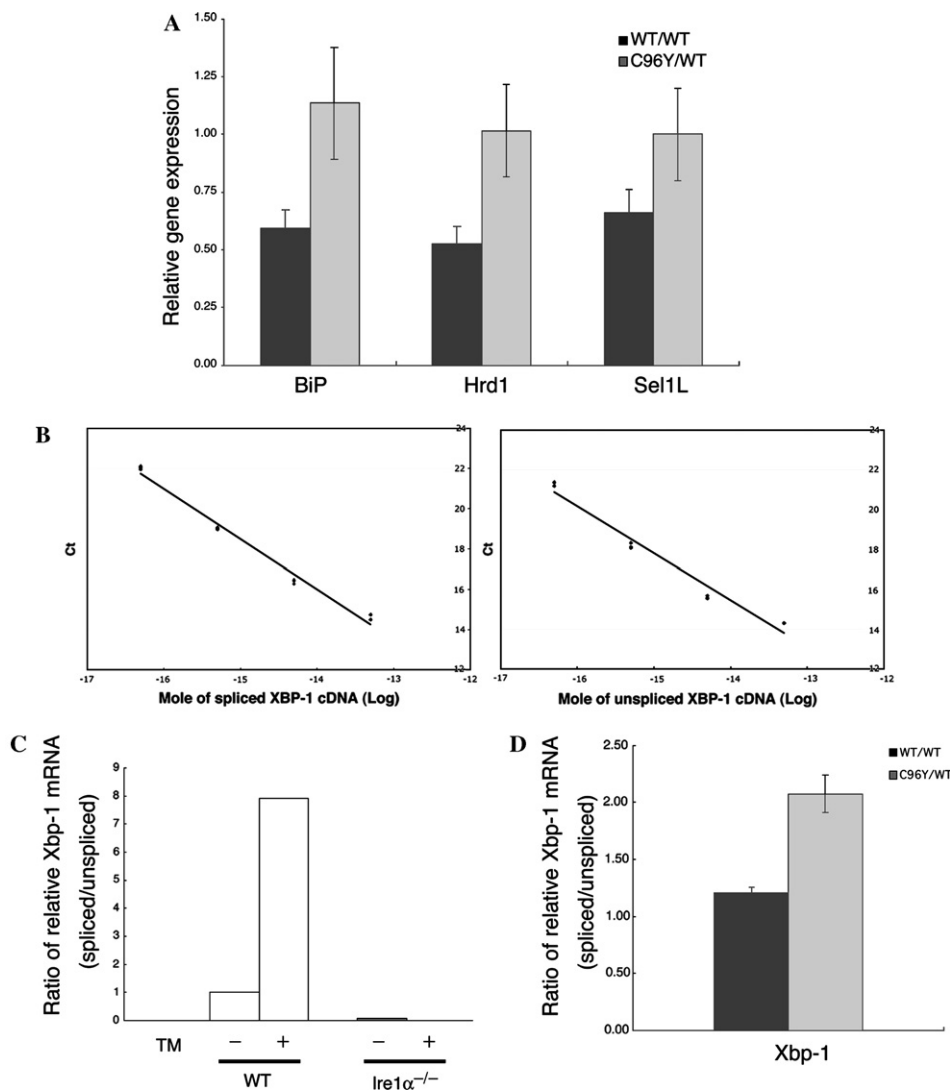 A
Relative gene expression
1.50
1.25
1.00
0.75
0.50
0.25
0.00
WT/WT
C96Y/WT
BiP
Hrd1
Sel1L
B
Ct
24
22
20
18
16
14
12
-17
-16
-15
-14
-13
-12
Mole of spliced XBP-1 cDNA (Log)
Ct
24
22
20
18
16
14
12
-17
-16
-15
-14
-13
-12
Mole of unspliced XBP-1 cDNA (Log)
C
Ratio of relative Xbp-1 mRNA
(spliced/unspliced)
9
8
7
6
5
4
3
2
1
0
TM
−
+
−
+
WT
Ire1α−/−
D
Ratio of relative Xbp-1 mRNA
(spliced/unspliced)
2.50
2.00
1.50
1.00
0.50
0.00
WT/WT
C96Y/WT
Xbp-1